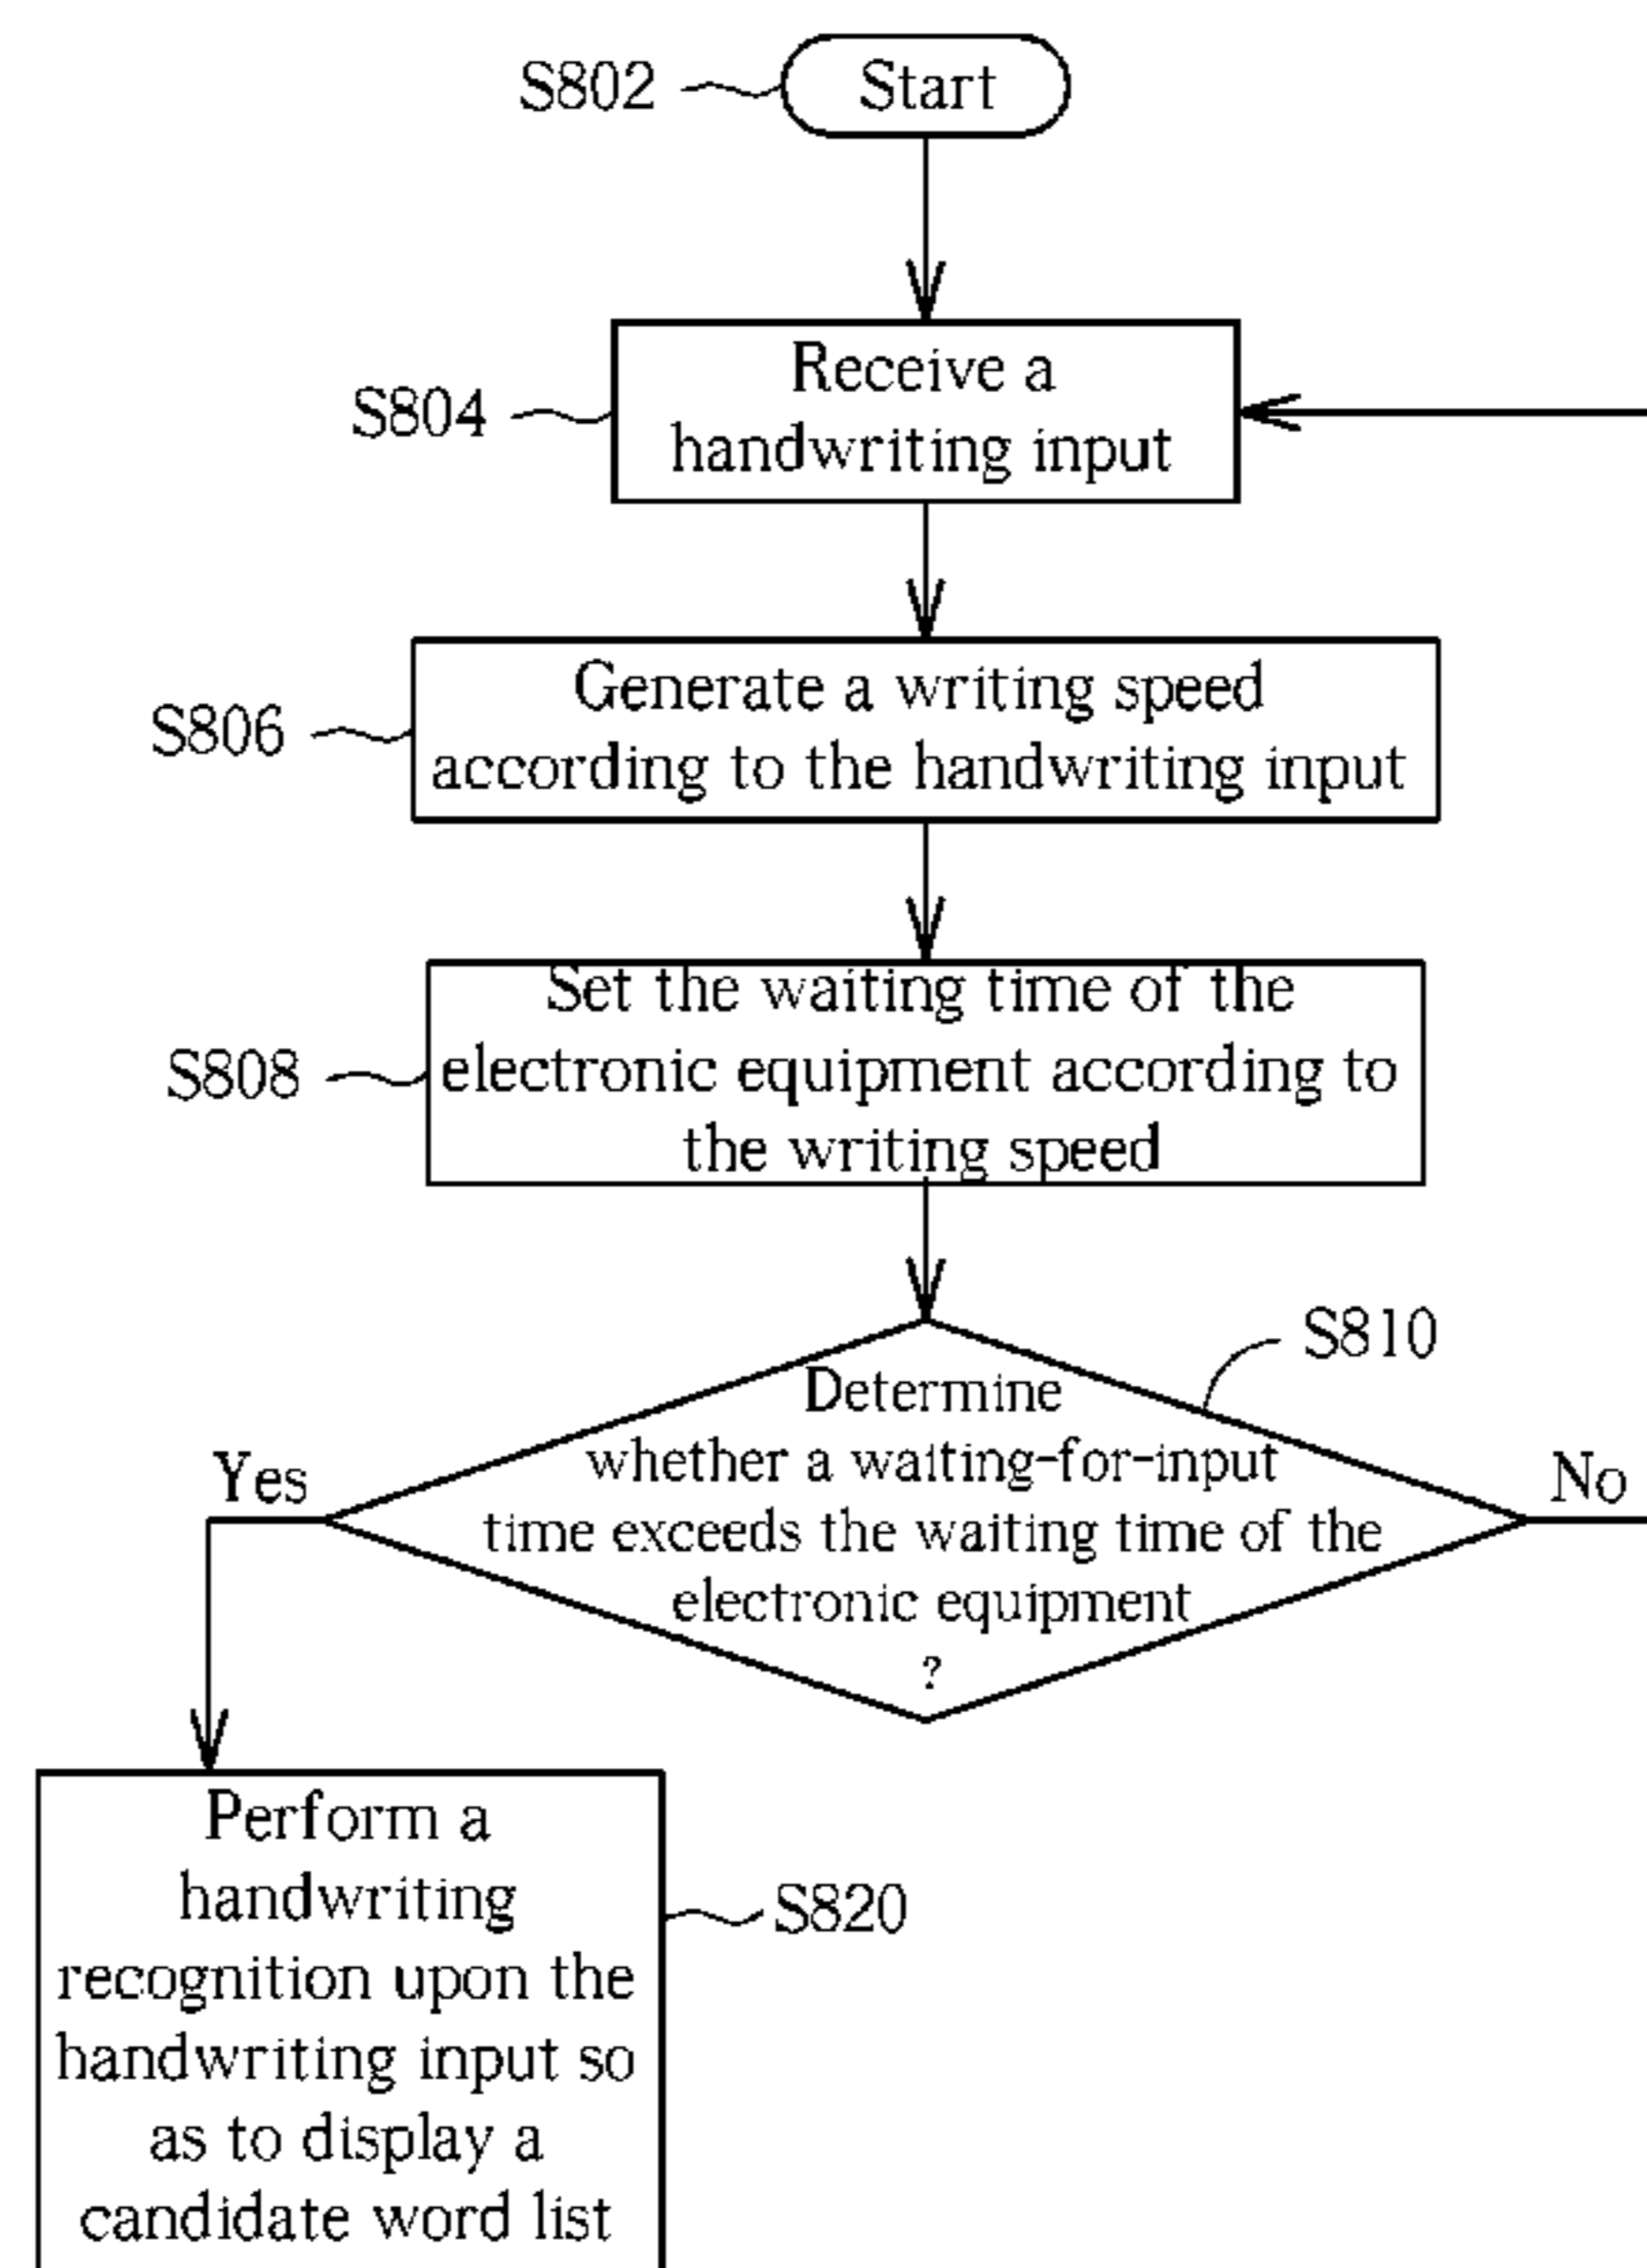 S802
Start
S804
Receive a
handwriting input
S806
Generate a writing speed
according to the handwriting input
S808
Set the waiting time of the
electronic equipment according to
the writing speed
S810
Determine
whether a waiting-for-input
time exceeds the waiting time of the
electronic equipment
?
Yes
No
Perform a
handwriting
recognition upon the
handwriting input so
as to display a
candidate word list
S820